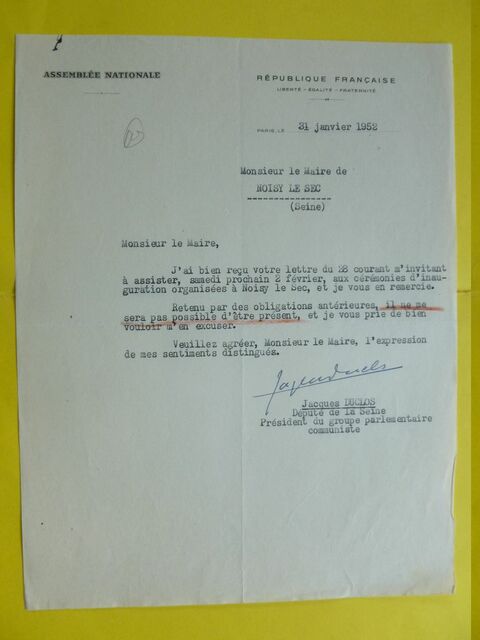 ASSEMBLÉE NATIONALE
RÉPUBLIQUE FRANÇAISE
LIBERTÉ - ÉGALITÉ - FRATERNITÉ
PARIS, LE 31 janvier 1952
Monsieur le Maire de
NOISY LE SEC
(Seine)
Monsieur le Maire,
J'ai bien reçu votre lettre du 28 courant m'invitant
à assister, samedi prochain 2 février, aux cérémonies d'inau-
guration organisées à Noisy le Sec, et je vous en remercie.
Retenu par des obligations antérieures, il ne me
sera pas possible d'être présent, et je vous prie de bien
vouloir m'en excuser.
Veuillez agréer, Monsieur le Maire, l'expression
de mes sentiments distingués.
Jacques Duclos
Jacques DUCLOS
Député de la Seine
Président du groupe parlementaire
communiste